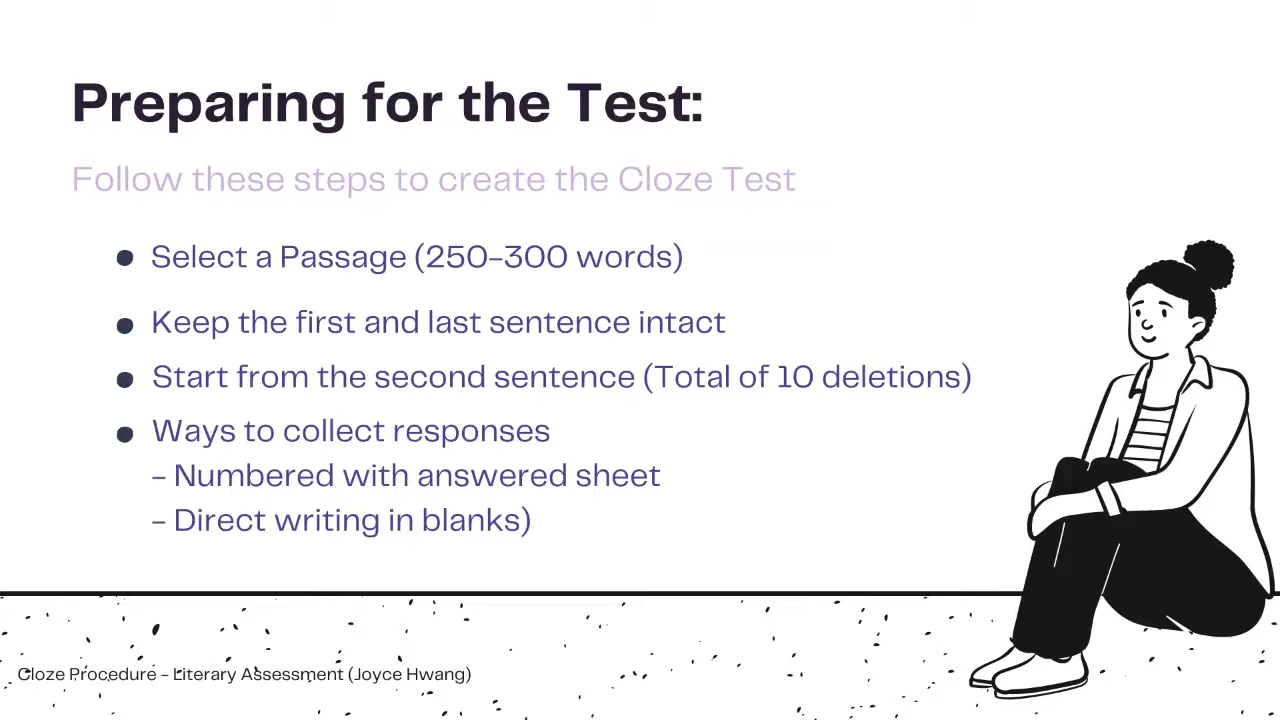 Preparing for the Test:
Follow these steps to create the Cloze Test
• Select a Passage (250–300 words)
• Keep the first and last sentence intact
• Start from the second sentence (Total of 10 deletions)
• Ways to collect responses
– Numbered with answered sheet
– Direct writing in blanks)
Cloze Procedure – Literary Assessment (Joyce Hwang)